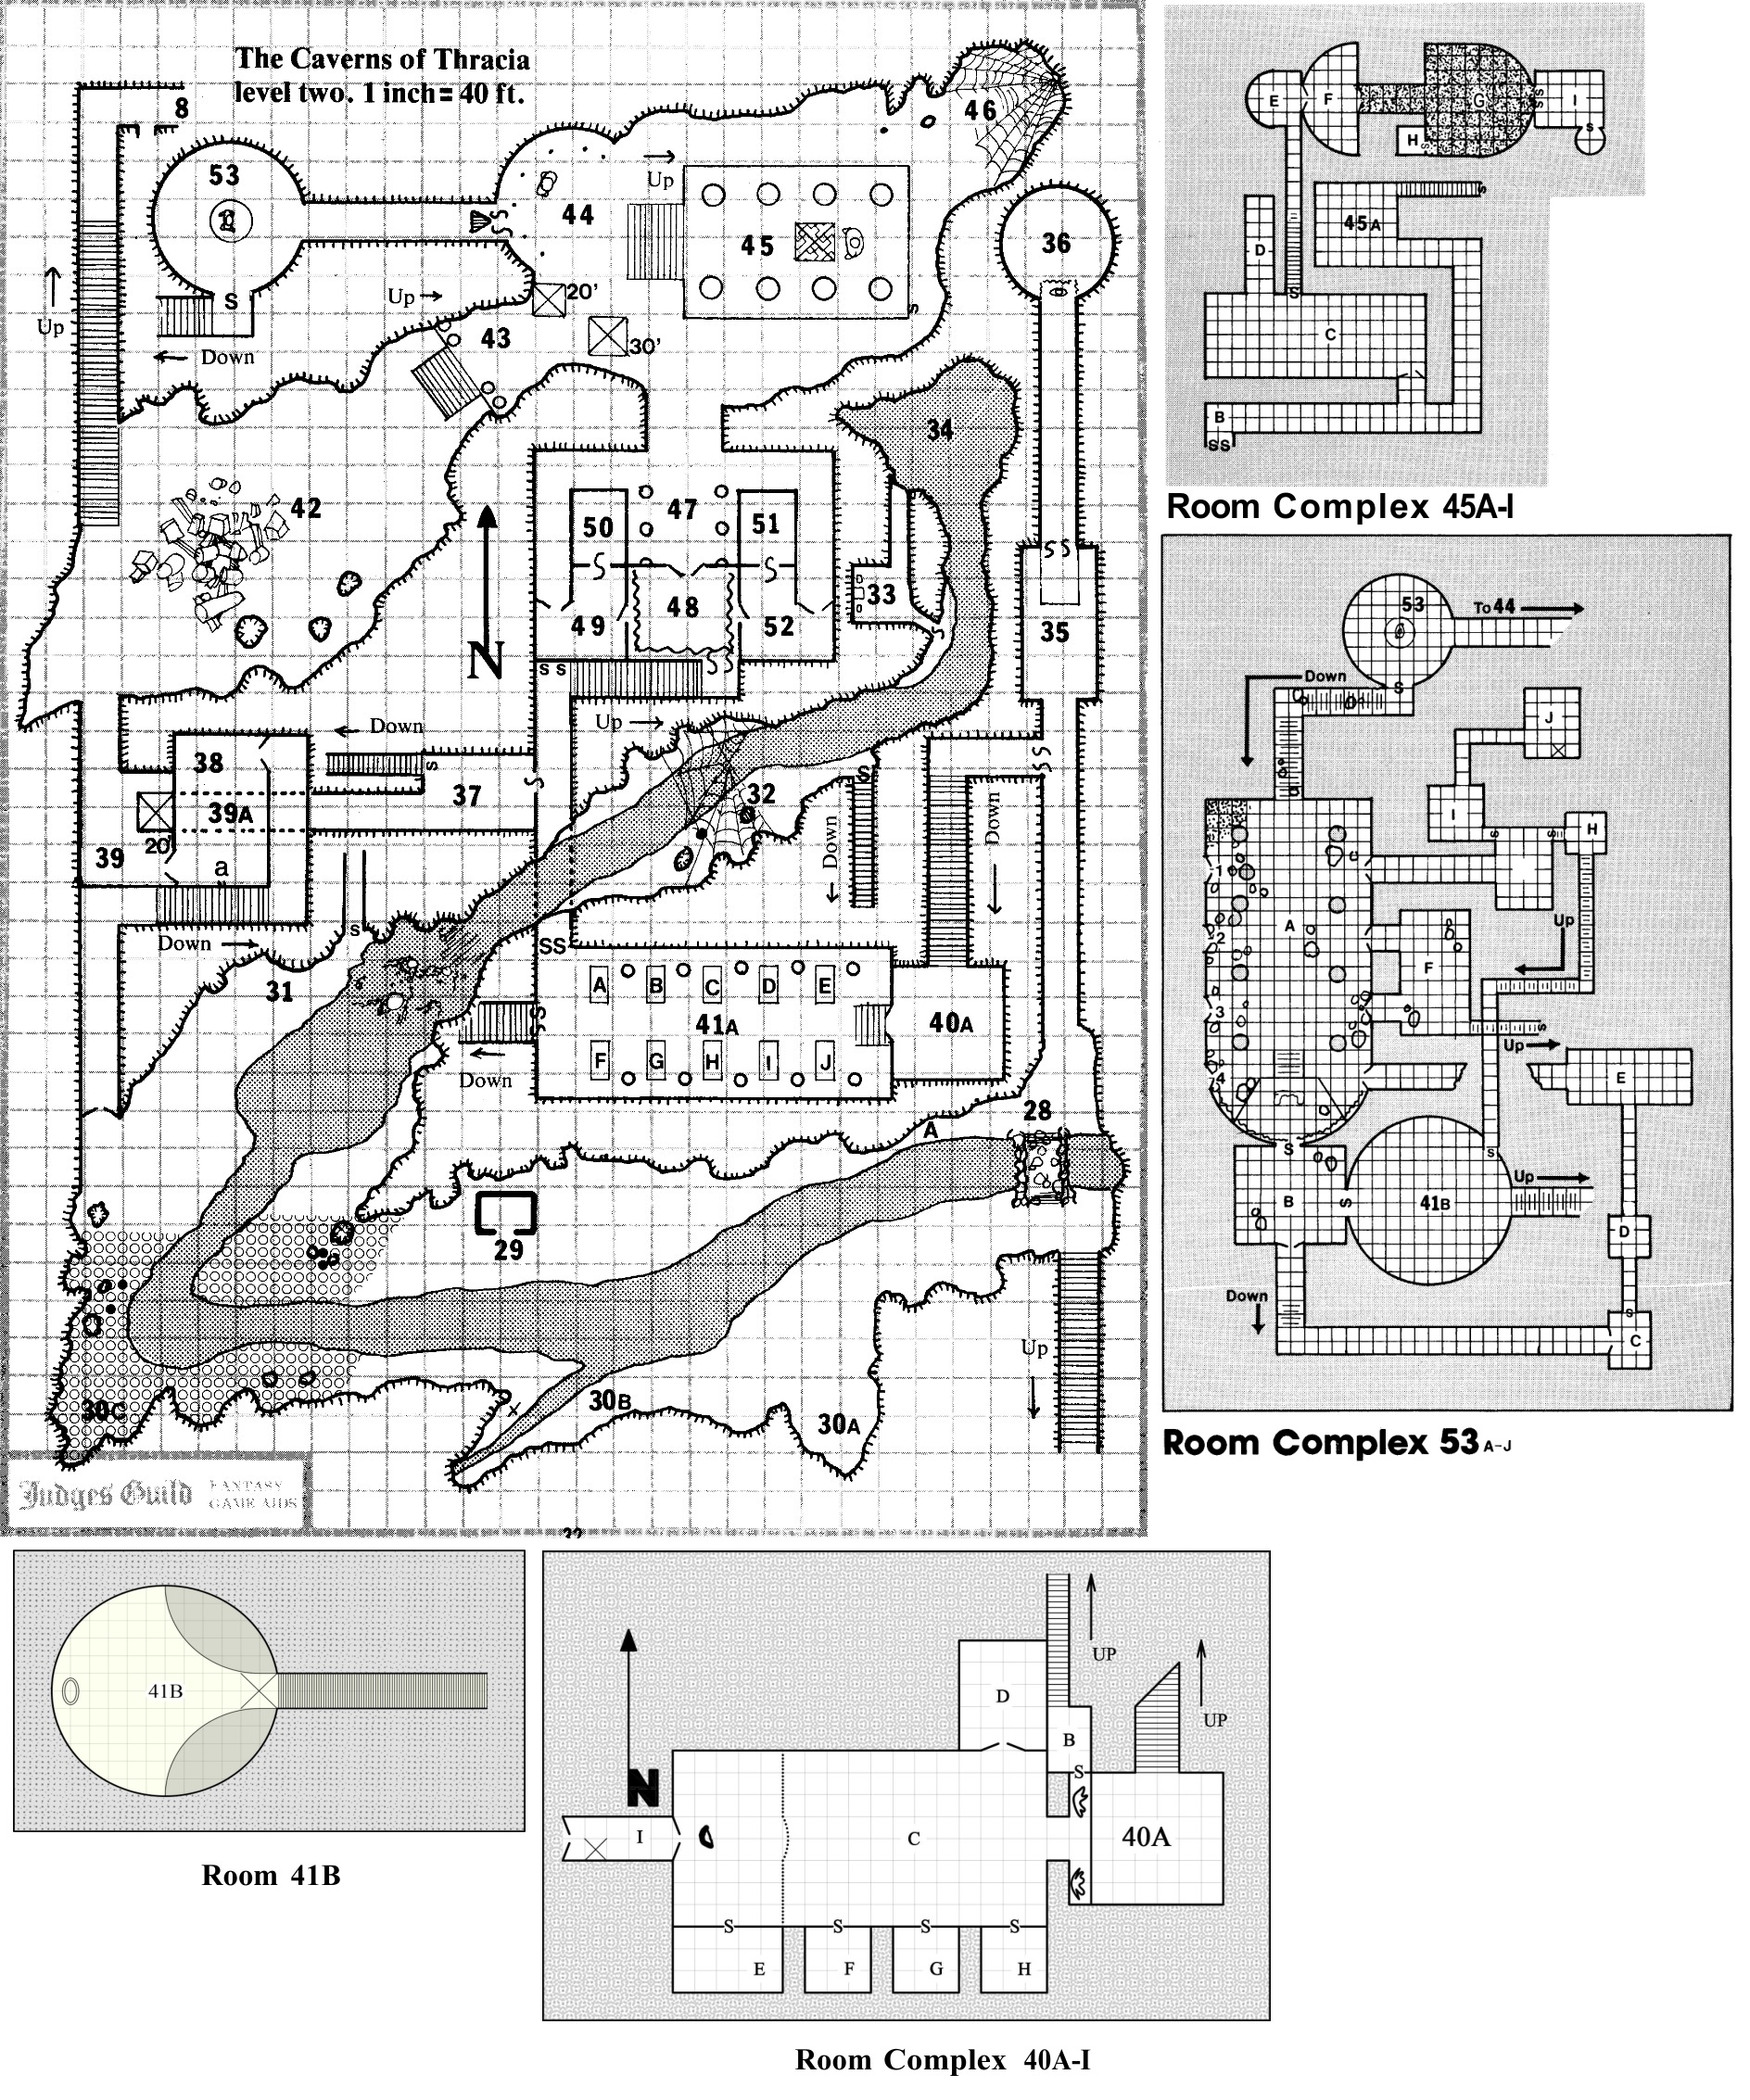 The Caverns of Thracia
level two. 1 inch = 40 ft.
8
46
53
44
Up
45
36
20'
Up
S
43
30'
s
Up
Down
34
42
47
50
51
33
48
49
52
35
N
S S
SS
Up
Down
38
s
37
39A
32
S
Down
Down
39
20'
a
Down
s
SS
31
A B C D E
41A
40A
Down
F G H I J
28
A
29
Up
30B
30C
30A
Judges Guild
FANTASY
GAME AIDS
E F G I
H
S
45A
D
S
C
B
SS
Room Complex 45A-I
53
To 44
Down
S
J
I
S
H
1
A
2
Up
F
3
S
Up
4
E
S
S
Up
B
S
41B
D
Down
S
C
Room Complex 53 A-J
41B
Room 41B
UP
D
UP
B
S
N
I
C
40A
S S S S
E F G H
Room Complex 40A-I